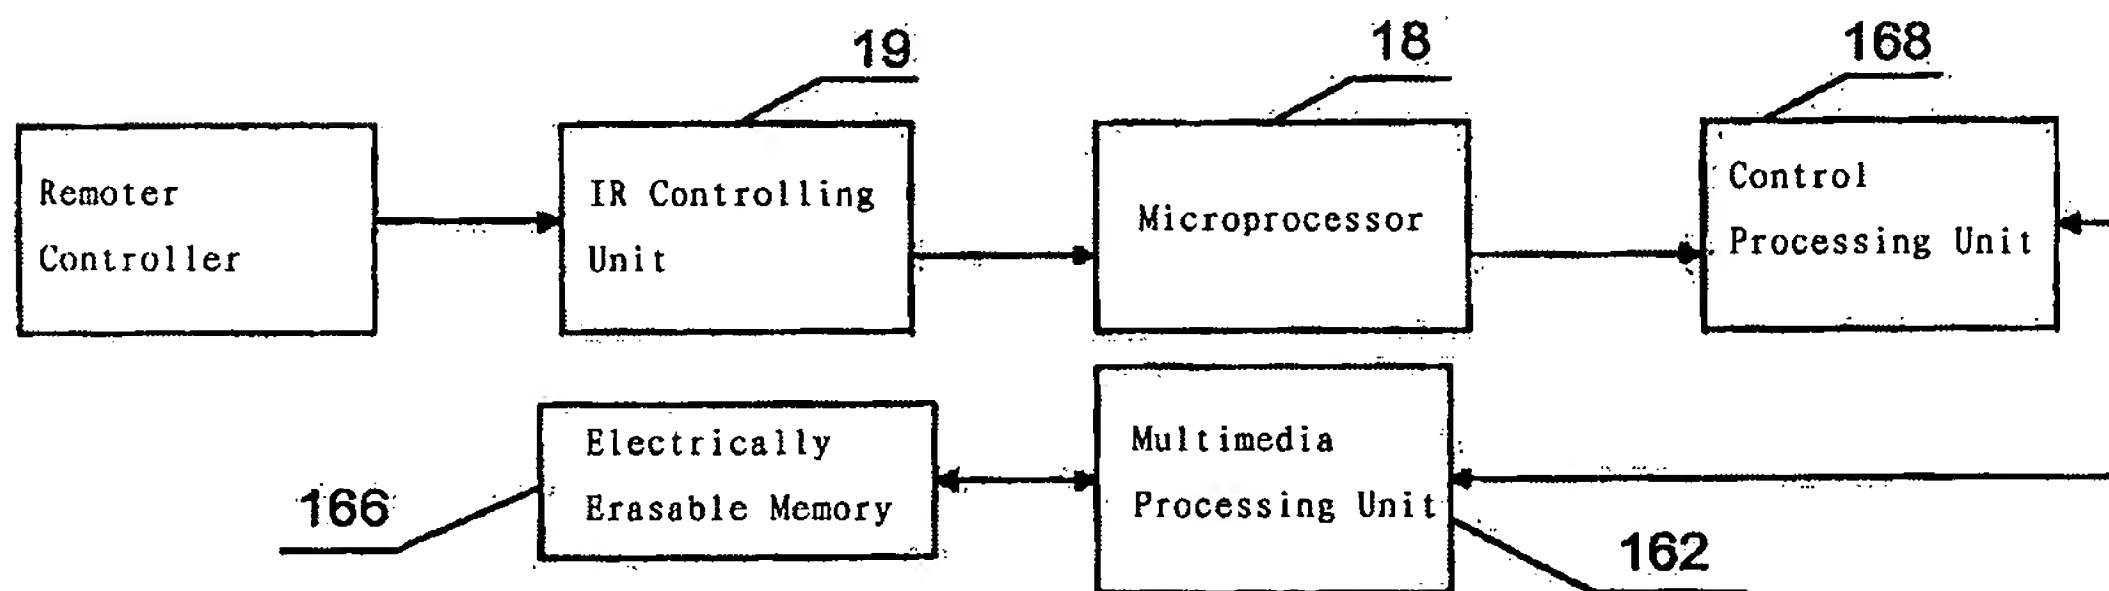 19
18
168
Remoter
Controller
IR Controlling
Unit
Microprocessor
Control
Processing Unit
Electrically
Erasable Memory
166
Multimedia
Processing Unit
162